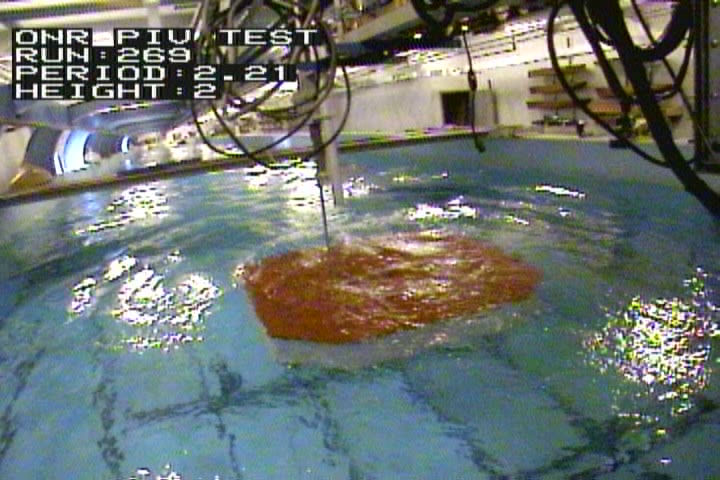 ONR PIV TEST
RUN:269
PERIOD:2.21
HEIGHT:2